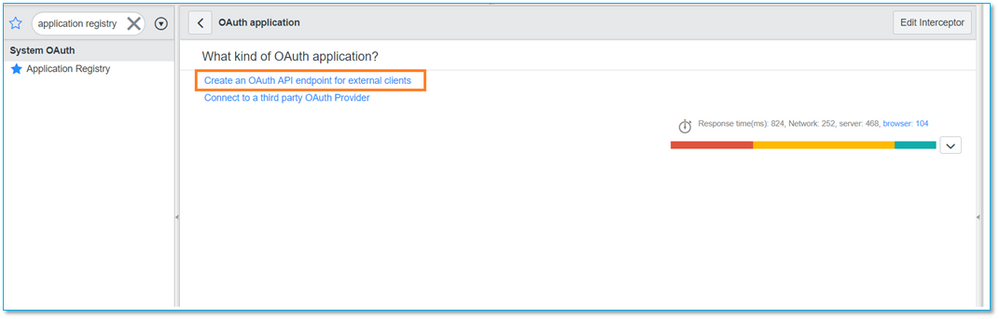 application registry
System OAuth
Application Registry
OAuth application
Edit Interceptor
What kind of OAuth application?
Create an OAuth API endpoint for external clients
Connect to a third party OAuth Provider
Response time(ms): 824, Network: 252, server: 468, browser: 104